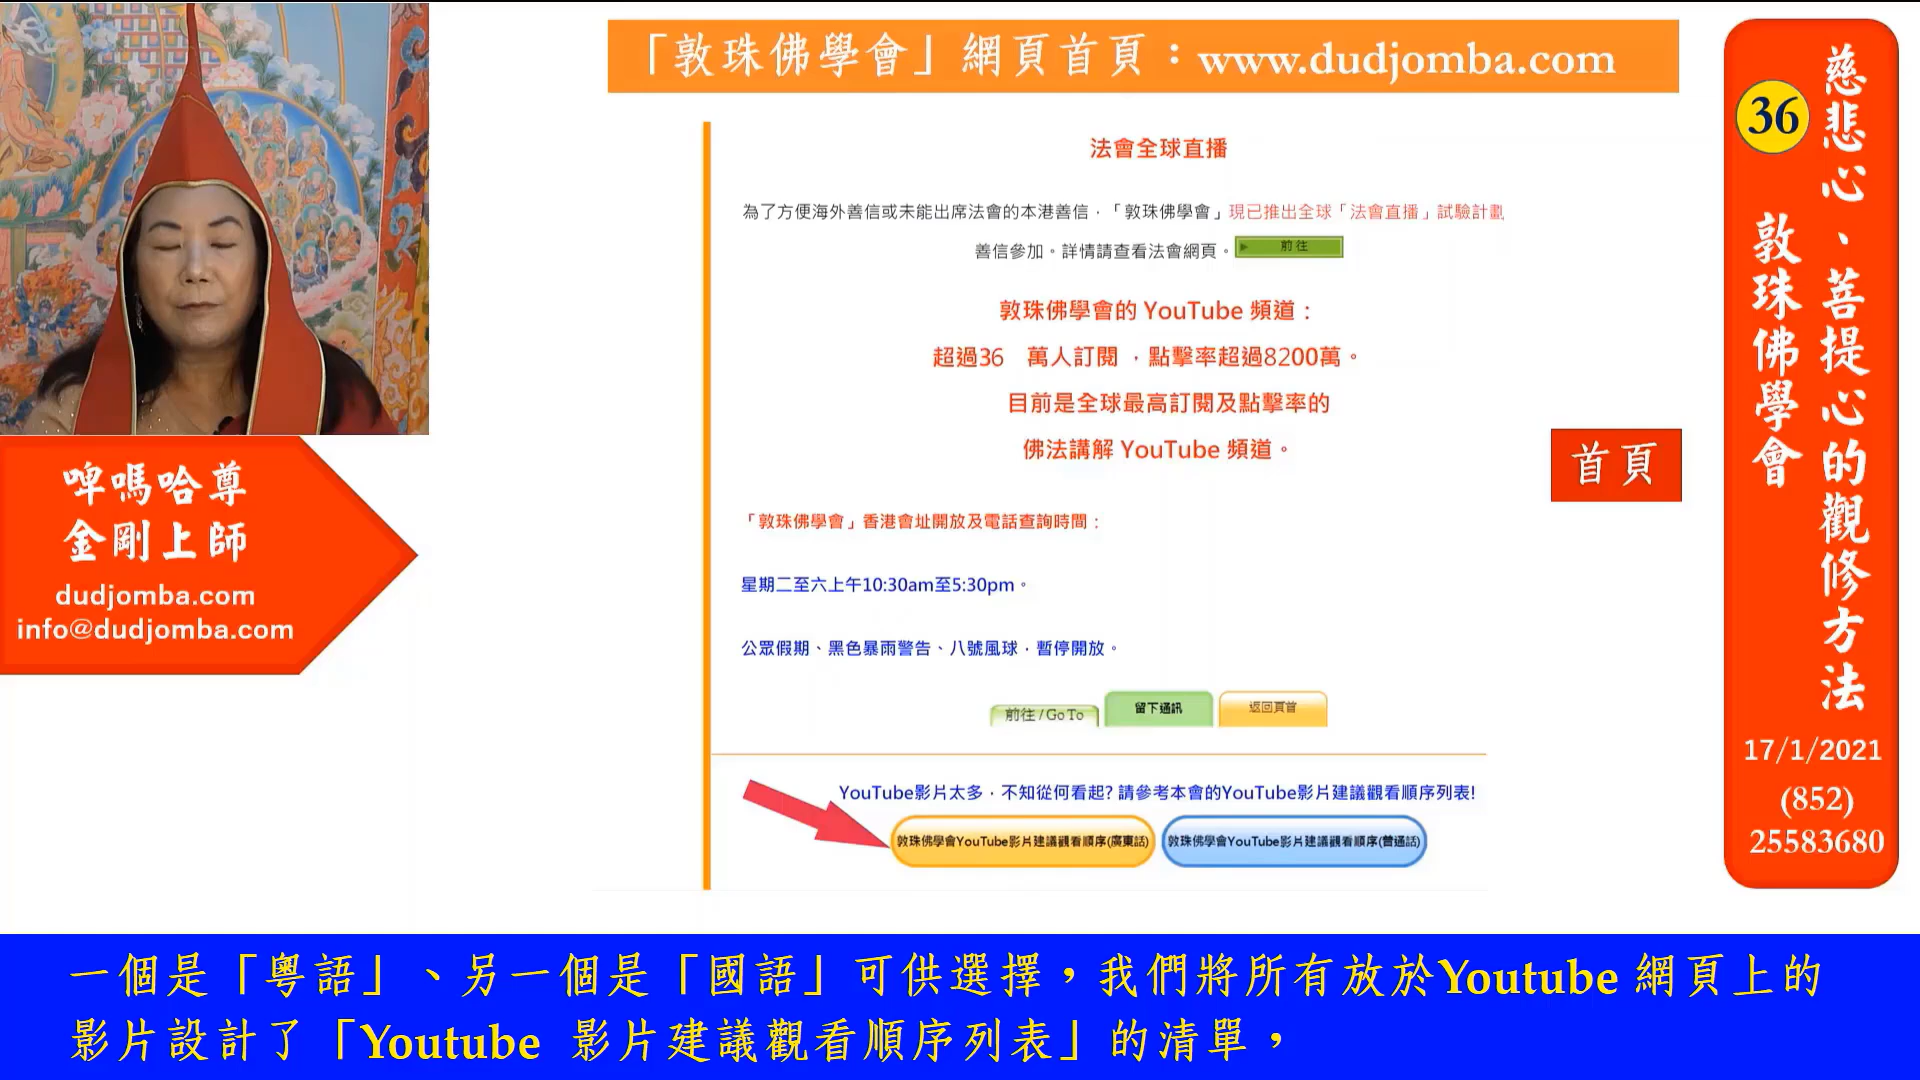 「敦珠佛學會」網頁首頁：www.dudjomba.com
法會全球直播
為了方便海外善信或未能出席法會的本港善信，「敦珠佛學會」現已推出全球「法會直播」試驗計劃
善信參加。詳情請查看法會網頁。 前往
敦珠佛學會的 YouTube 頻道：
超過36 萬人訂閱 ，點擊率超過8200萬。
目前是全球最高訂閱及點擊率的
佛法講解 YouTube 頻道。
首頁
「敦珠佛學會」香港會址開放及電話查詢時間：
星期二至六上午10:30am至5:30pm。
公眾假期、黑色暴雨警告、八號風球，暫停開放。
前往 / Go To 留下通訊 返回頁首
YouTube影片太多，不知從何看起? 請參考本會的YouTube影片建議觀看順序列表!
敦珠佛學會YouTube影片建議觀看順序(廣東話) 敦珠佛學會YouTube影片建議觀看順序(普通話)
啤嗎哈尊
金剛上師
dudjomba.com
info@dudjomba.com
慈悲心、菩提心的觀修方法
36
敦珠佛學會
17/1/2021
(852)
25583680
一個是「粵語」、另一個是「國語」可供選擇，我們將所有放於Youtube 網頁上的
影片設計了「Youtube 影片建議觀看順序列表」的清單，